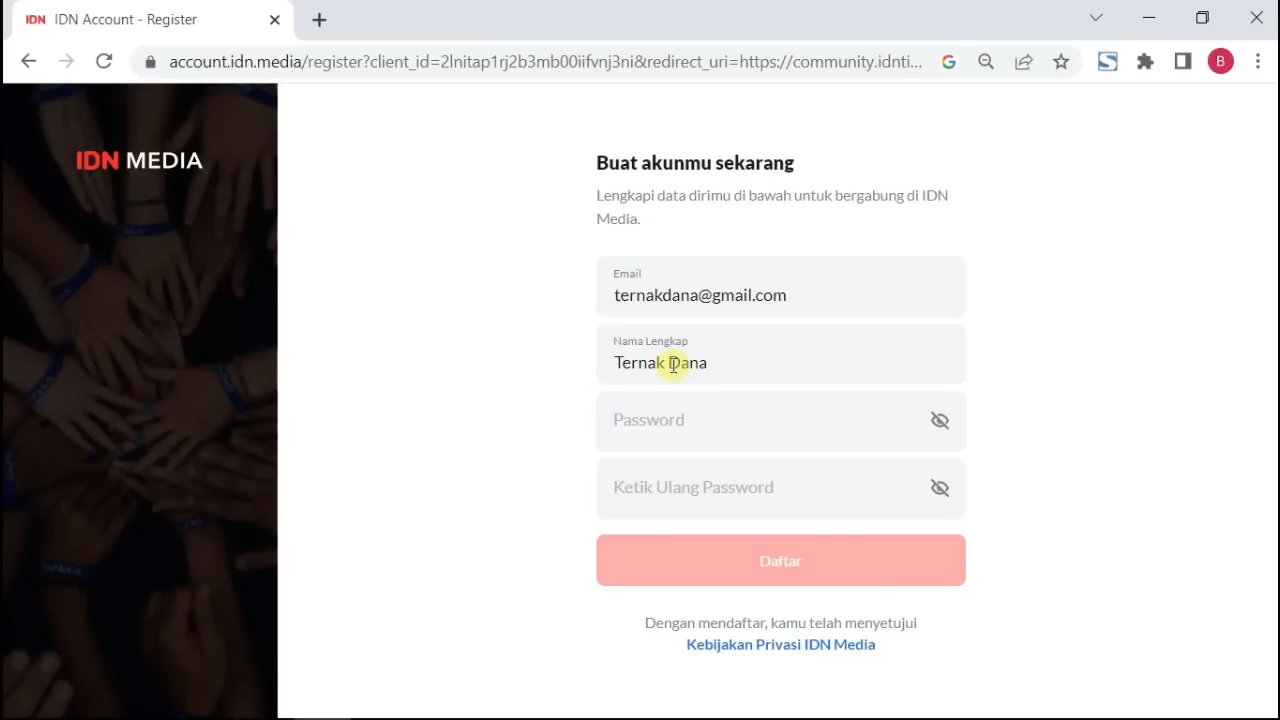 IDN IDN Account - Register
account.idn.media/register?client_id=2lnitap1rj2b3mb00iifvnj3ni&redirect_uri=https://community.idnti...
B
IDN MEDIA
Buat akunmu sekarang
Lengkapi data dirimu di bawah untuk bergabung di IDN
Media.
Email
ternakdana@gmail.com
Nama Lengkap
Ternak Dana
Password
Ketik Ulang Password
Daftar
Dengan mendaftar, kamu telah menyetujui
Kebijakan Privasi IDN Media